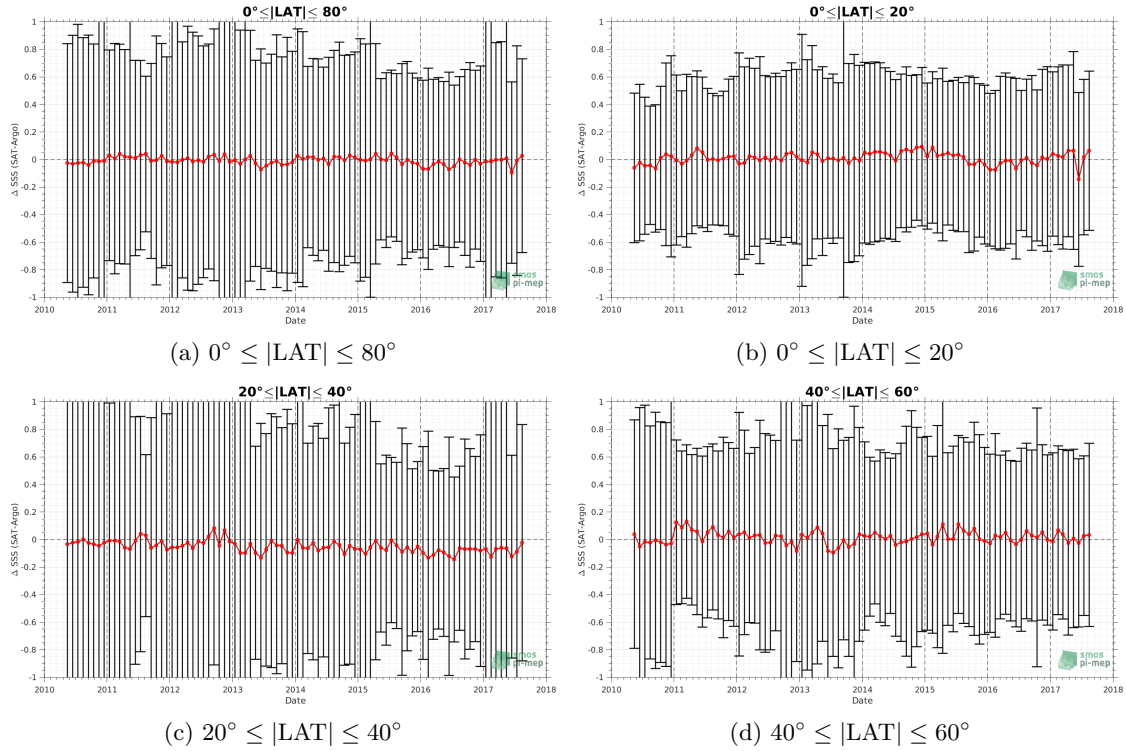 0°≤|LAT|≤ 80°
1
0.8
0.6
0.4
0.2
0
-0.2
-0.4
-0.6
-0.8
-1
Δ SSS (SAT-Argo)
2010 2011 2012 2013 2014 2015 2016 2017 2018
Date
smos
pi-mep
(a) 0° ≤ |LAT| ≤ 80°
0°≤|LAT|≤ 20°
1
0.8
0.6
0.4
0.2
0
-0.2
-0.4
-0.6
-0.8
-1
Δ SSS (SAT-Argo)
2010 2011 2012 2013 2014 2015 2016 2017 2018
Date
smos
pi-mep
(b) 0° ≤ |LAT| ≤ 20°
20°≤|LAT|≤ 40°
1
0.8
0.6
0.4
0.2
0
-0.2
-0.4
-0.6
-0.8
-1
Δ SSS (SAT-Argo)
2010 2011 2012 2013 2014 2015 2016 2017 2018
Date
smos
pi-mep
(c) 20° ≤ |LAT| ≤ 40°
40°≤|LAT|≤ 60°
1
0.8
0.6
0.4
0.2
0
-0.2
-0.4
-0.6
-0.8
-1
Δ SSS (SAT-Argo)
2010 2011 2012 2013 2014 2015 2016 2017 2018
Date
smos
pi-mep
(d) 40° ≤ |LAT| ≤ 60°